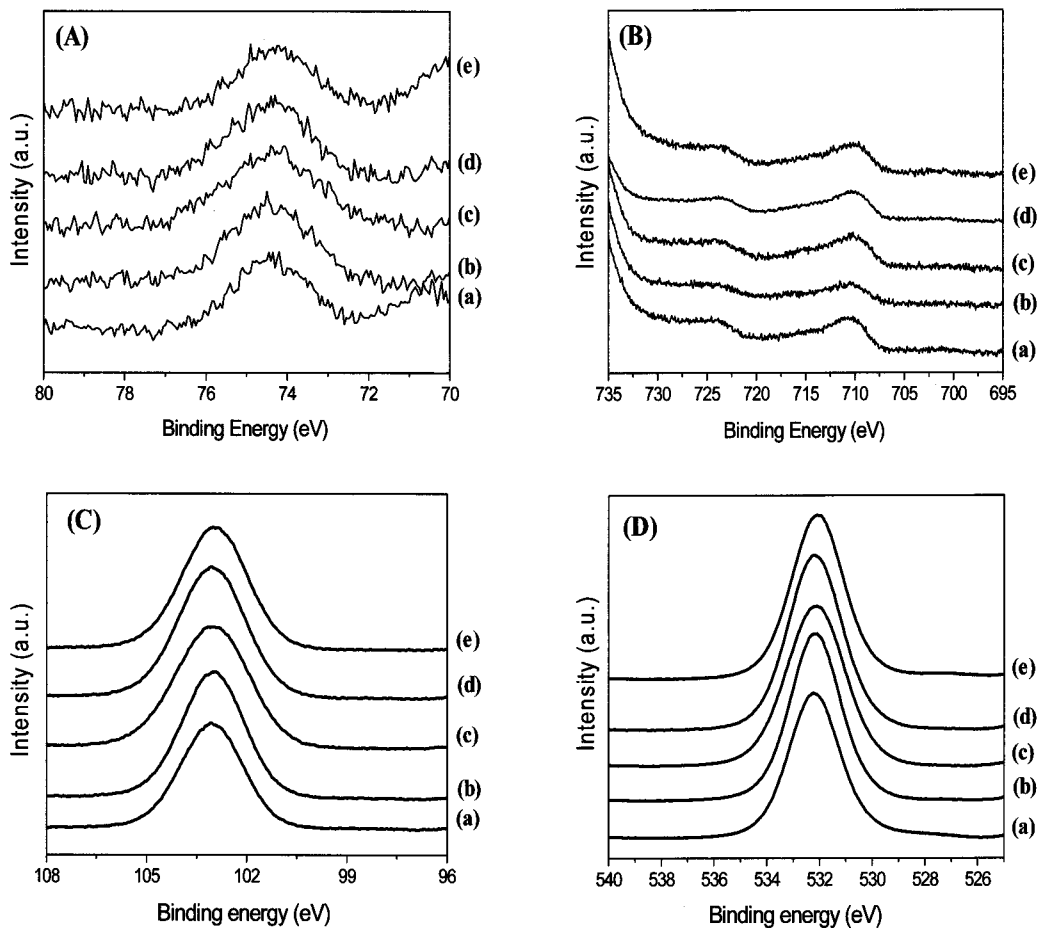 (A)
(e)
(d)
(c)
(b)
(a)
Intensity (a.u.)
80 78 76 74 72 70
Binding Energy (eV)
(B)
(e)
(d)
(c)
(b)
(a)
Intensity (a.u.)
735 730 725 720 715 710 705 700 695
Binding Energy (eV)
(C)
(e)
(d)
(c)
(b)
(a)
Intensity (a.u.)
108 103 99 96
Binding energy (eV)
(D)
(e)
(d)
(c)
(b)
(a)
Intensity (a.u.)
540 538 536 534 532 530 528 526
Binding energy (eV)